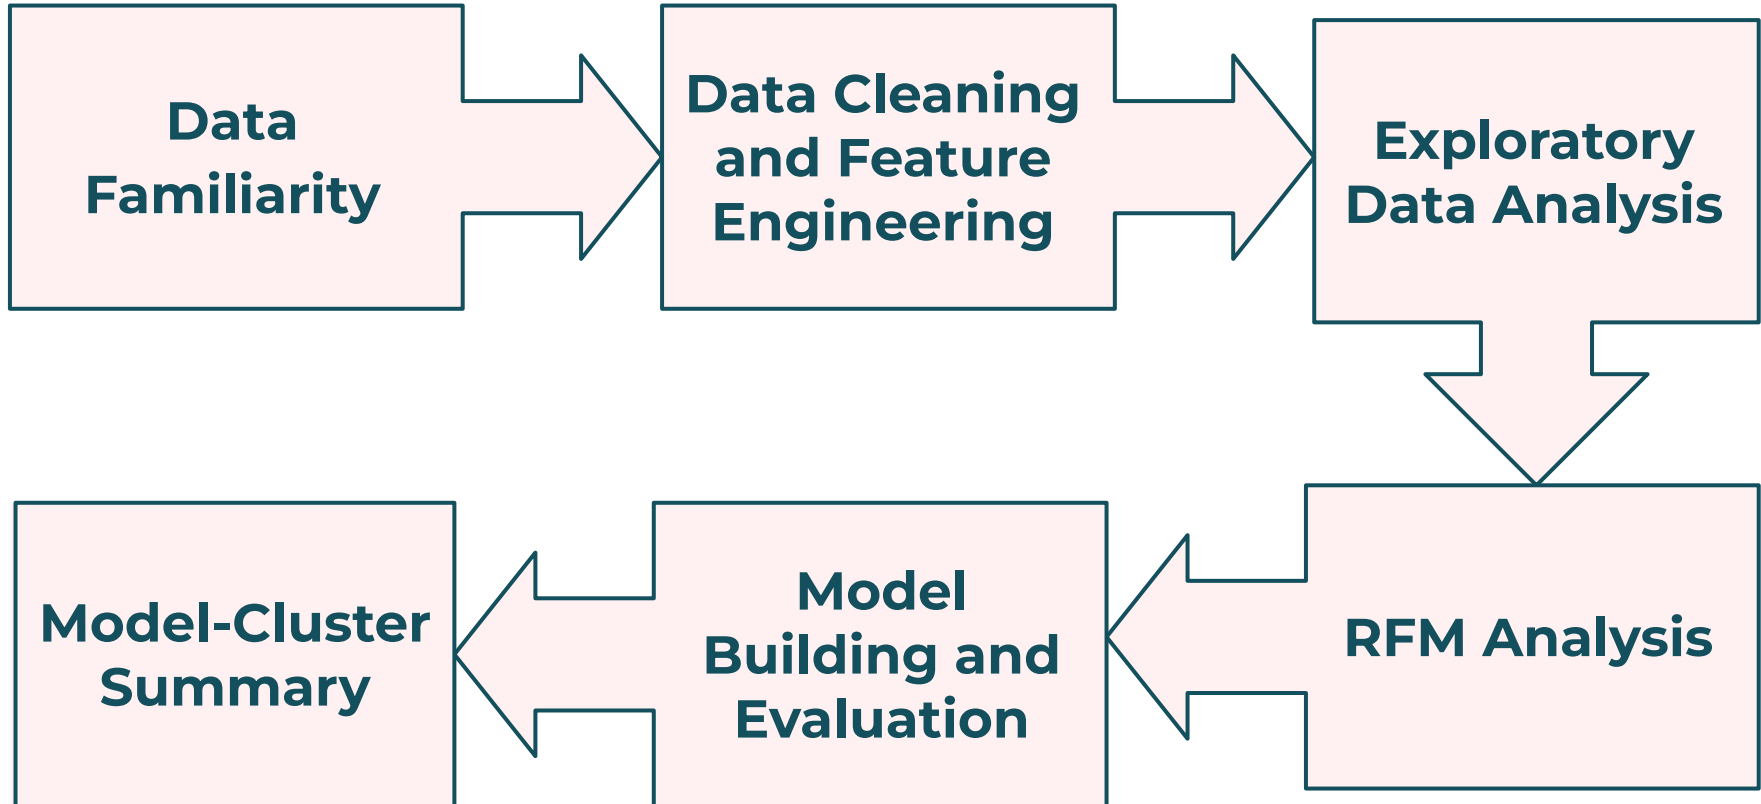 Data
Familiarity
Data Cleaning
and Feature
Engineering
Exploratory
Data Analysis
RFM Analysis
Model
Building and
Evaluation
Model-Cluster
Summary